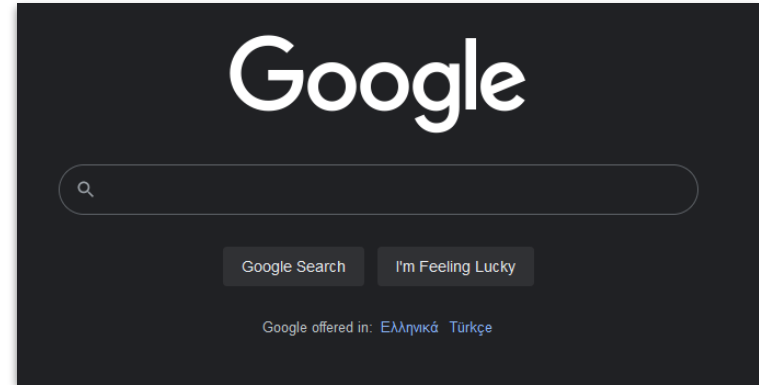 Google
Google Search I'm Feeling Lucky
Google offered in: Ελληνικά Türkçe